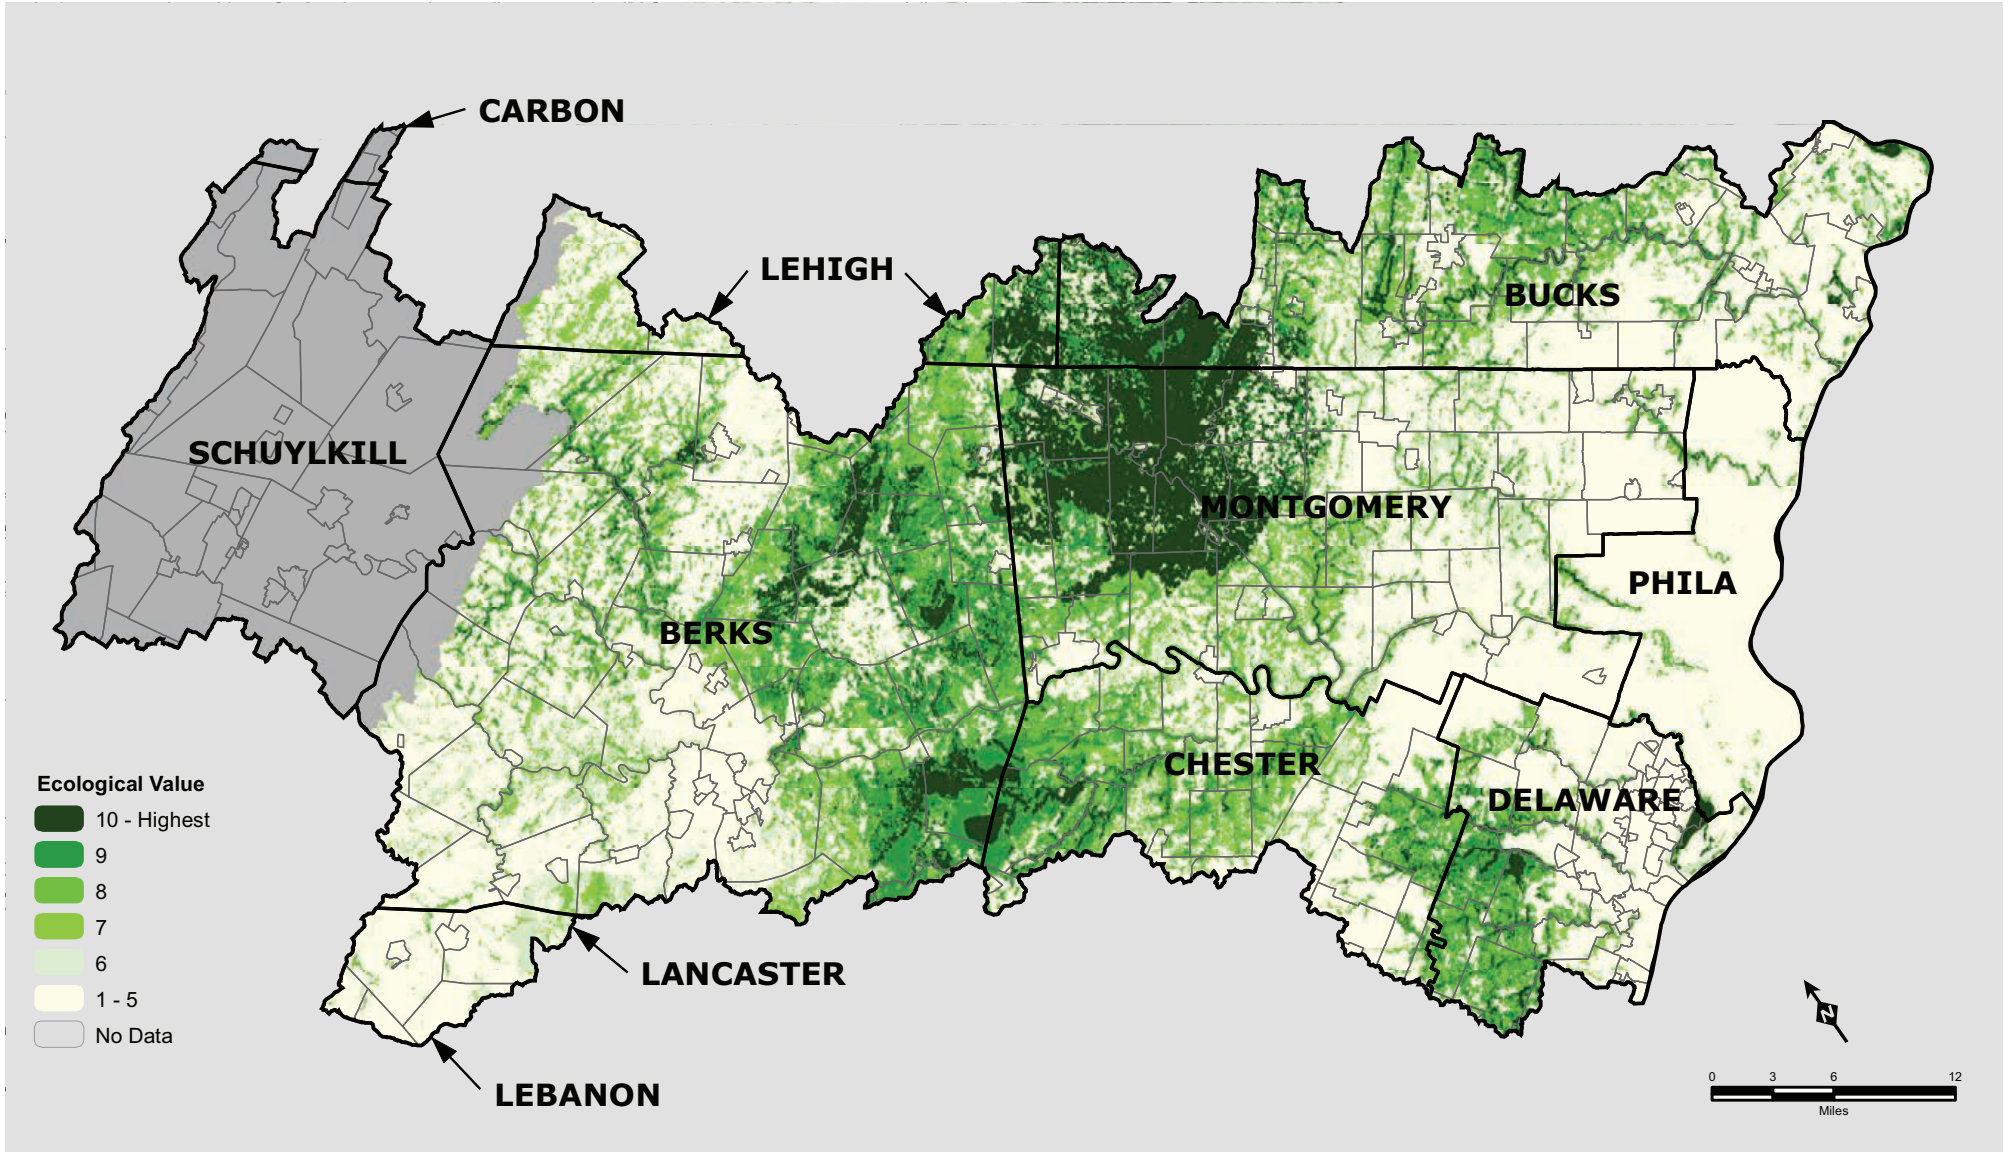 CARBON
LEHIGH
BUCKS
SCHUYLKILL
MONTGOMERY
PHILA
BERKS
CHESTER
DELAWARE
LANCASTER
LEBANON
Ecological Value
10 - Highest
9
8
7
6
1 - 5
No Data
N
0 3 6 12
Miles